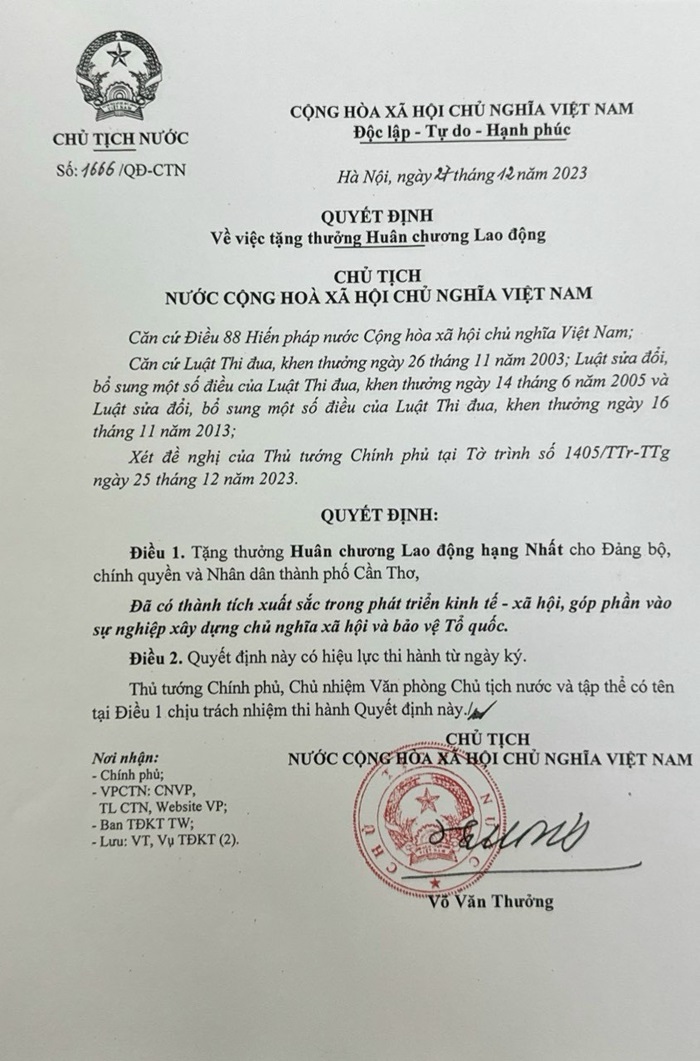 CHỦ TỊCH NƯỚC
Số: 1666/QĐ-CTN
CỘNG HÒA XÃ HỘI CHỦ NGHĨA VIỆT NAM
Độc lập - Tự do - Hạnh phúc
Hà Nội, ngày 27 tháng 12 năm 2023
QUYẾT ĐỊNH
Về việc tặng thưởng Huân chương Lao động
CHỦ TỊCH
NƯỚC CỘNG HOÀ XÃ HỘI CHỦ NGHĨA VIỆT NAM
Căn cứ Điều 88 Hiến pháp nước Cộng hòa xã hội chủ nghĩa Việt Nam;
Căn cứ Luật Thi đua, khen thưởng ngày 26 tháng 11 năm 2003; Luật sửa đổi,
bổ sung một số điều của Luật Thi đua, khen thưởng ngày 14 tháng 6 năm 2005 và
Luật sửa đổi, bổ sung một số điều của Luật Thi đua, khen thưởng ngày 16
tháng 11 năm 2013;
Xét đề nghị của Thủ tướng Chính phủ tại Tờ trình số 1405/TTr-TTg
ngày 25 tháng 12 năm 2023.
QUYẾT ĐỊNH:
Điều 1. Tặng thưởng Huân chương Lao động hạng Nhất cho Đảng bộ,
chính quyền và Nhân dân thành phố Cần Thơ,
Đã có thành tích xuất sắc trong phát triển kinh tế - xã hội, góp phần vào
sự nghiệp xây dựng chủ nghĩa xã hội và bảo vệ Tổ quốc.
Điều 2. Quyết định này có hiệu lực thi hành từ ngày ký.
Thủ tướng Chính phủ, Chủ nhiệm Văn phòng Chủ tịch nước và tập thể có tên
tại Điều 1 chịu trách nhiệm thi hành Quyết định này./.
Nơi nhận:
- Chính phủ;
- VPCTN: CNVP,
TL CTN, Website VP;
- Ban TĐKT TW;
- Lưu: VT, Vụ TĐKT (2).
CHỦ TỊCH
NƯỚC CỘNG HÒA XÃ HỘI CHỦ NGHĨA VIỆT NAM
CHỦ TỊCH NƯỚC
Võ Văn Thưởng